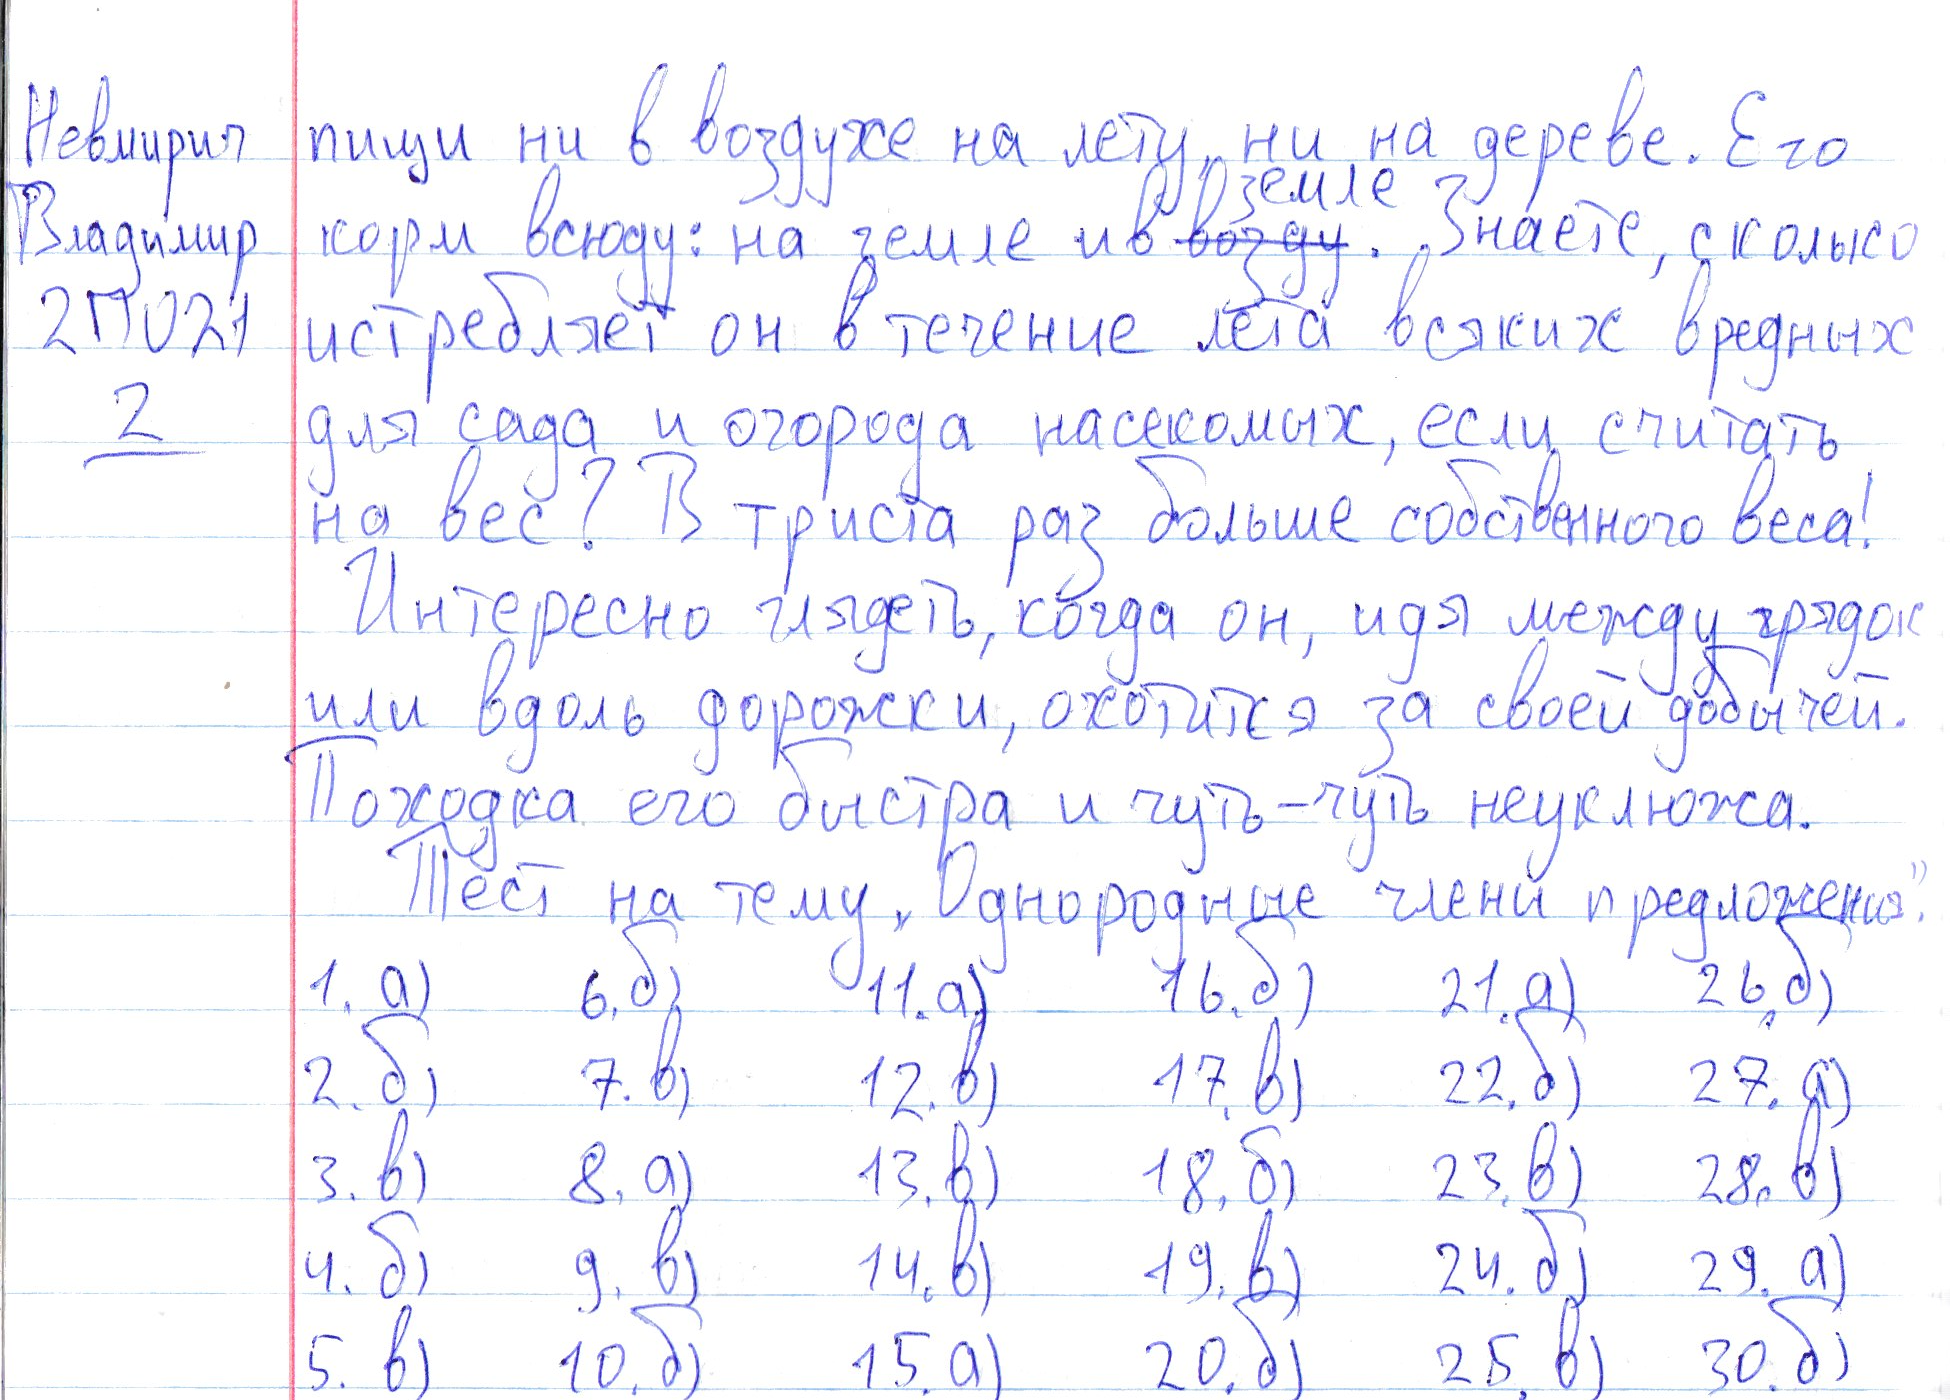 Невмирич
Владимир
2П021
2
пищи ни в воздухе на лету, ни на дереве. Его
земле
корм всюду: на земле и в возду. Знаете, сколько
истребляет он в течение лета всяких вредных
для сада и огорода насекомых, если считать
на вес? В триста раз больше собственного веса!
Интересно глядеть, когда он, идя между грядок
или вдоль дорожки, охотится за своей добычей.
Походка его быстра и чуть-чуть неуклюжа.
Тест на тему „Однородные члени предложения".
1. а) 6. б) 11. а) 16. б) 21. а) 26. б)
2. б) 7. в) 12. в) 17. в) 22. б) 27. а)
3. в) 8. а) 13. в) 18. б) 23. в) 28. в)
4. б) 9. в) 14. в) 19. в) 24. б) 29. а)
5. в) 10. б) 15. а) 20. б) 25. в) 30. б)